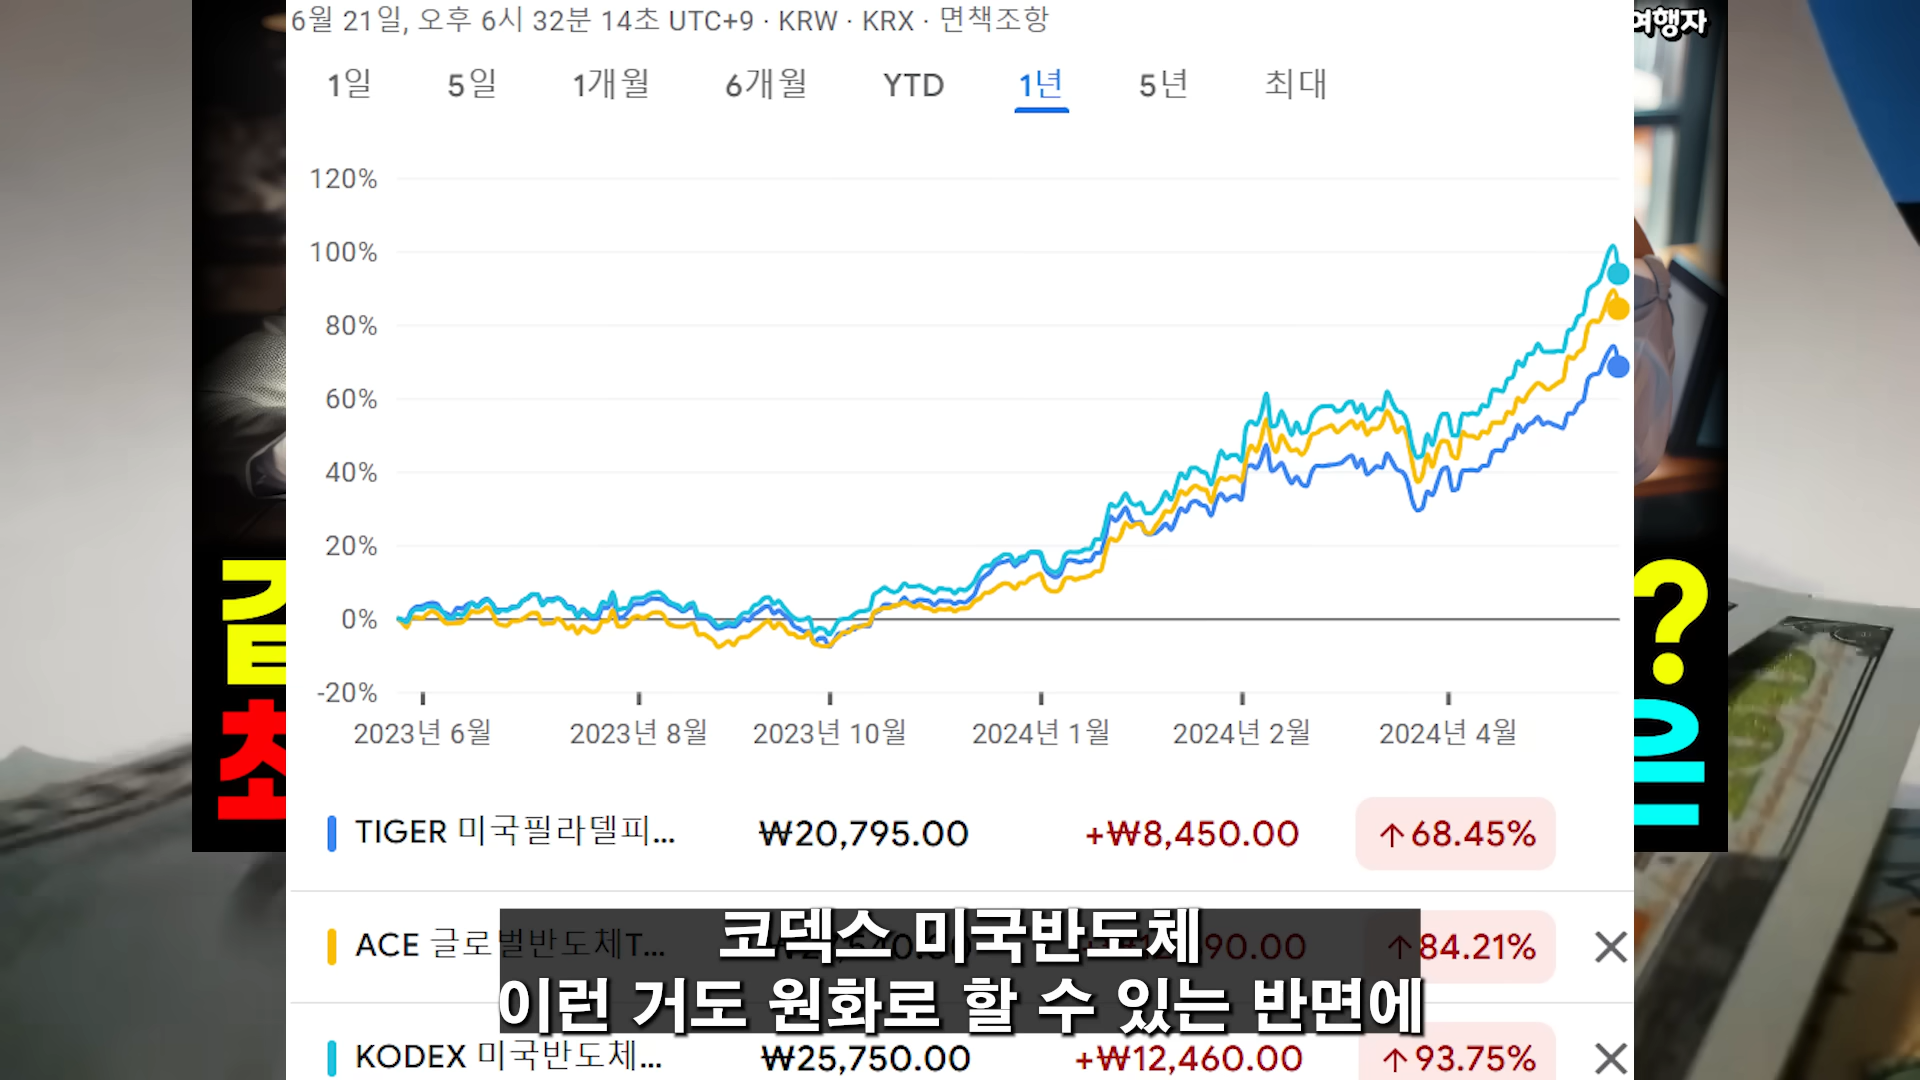 6월 21일, 오후 6시 32분 14초 UTC+9 · KRW · KRX · 면책조항
여행자
1일 5일 1개월 6개월 YTD 1년 5년 최대
120%
100%
80%
60%
40%
20%
0%
-20%
2023년 6월 2023년 8월 2023년 10월 2024년 1월 2024년 2월 2024년 4월
?
TIGER 미국필라델피... ₩20,795.00 +₩8,450.00 ↑68.45%
ACE 글로벌반도체T... 90.00 ↑84.21%
코덱스 미국반도체
이런 거도 원화로 할 수 있는 반면에
KODEX 미국반도체... ₩25,750.00 +₩12,460.00 ↑93.75%